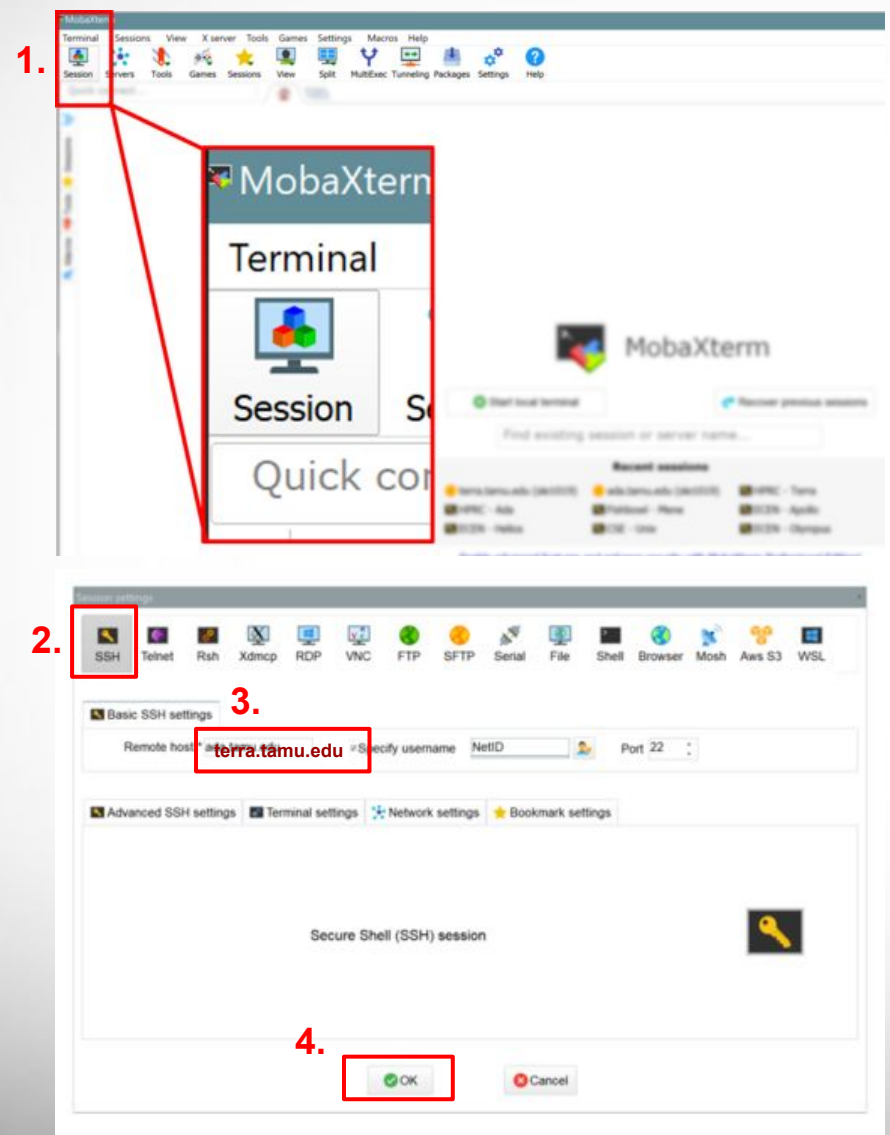 MobaXterm
Terminal Sessions View X server Tools Games Settings Macros Help
1.
Session Servers Tools Games Sessions View Split MultiExec Tunneling Packages Settings Help
Quick connect...
MobaXterm
Terminal
Session
Quick con
MobaXterm
Start local terminal
Recover previous sessions
Find existing session or server name...
Recent sessions
Session settings
2.
SSH Telnet Rsh Xdmcp RDP VNC FTP SFTP Serial File Shell Browser Mosh Aws S3 WSL
3.
Basic SSH settings
Remote host * terra.tamu.edu Specify username NetID Port 22
Advanced SSH settings Terminal settings Network settings Bookmark settings
Secure Shell (SSH) session
4.
OK Cancel